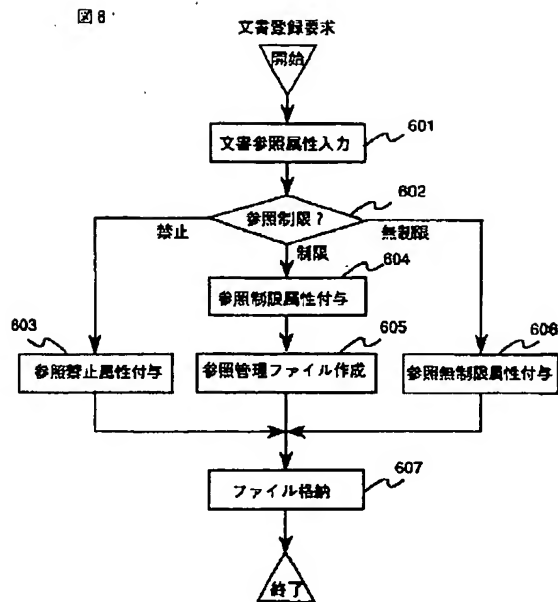 図8
文書登録要求
開始
文書参照属性入力
601
参照制限?
602
禁止
制限
無制限
604
参照制限属性付与
603
605
606
参照禁止属性付与
参照管理ファイル作成
参照無制限属性付与
607
ファイル格納
終了